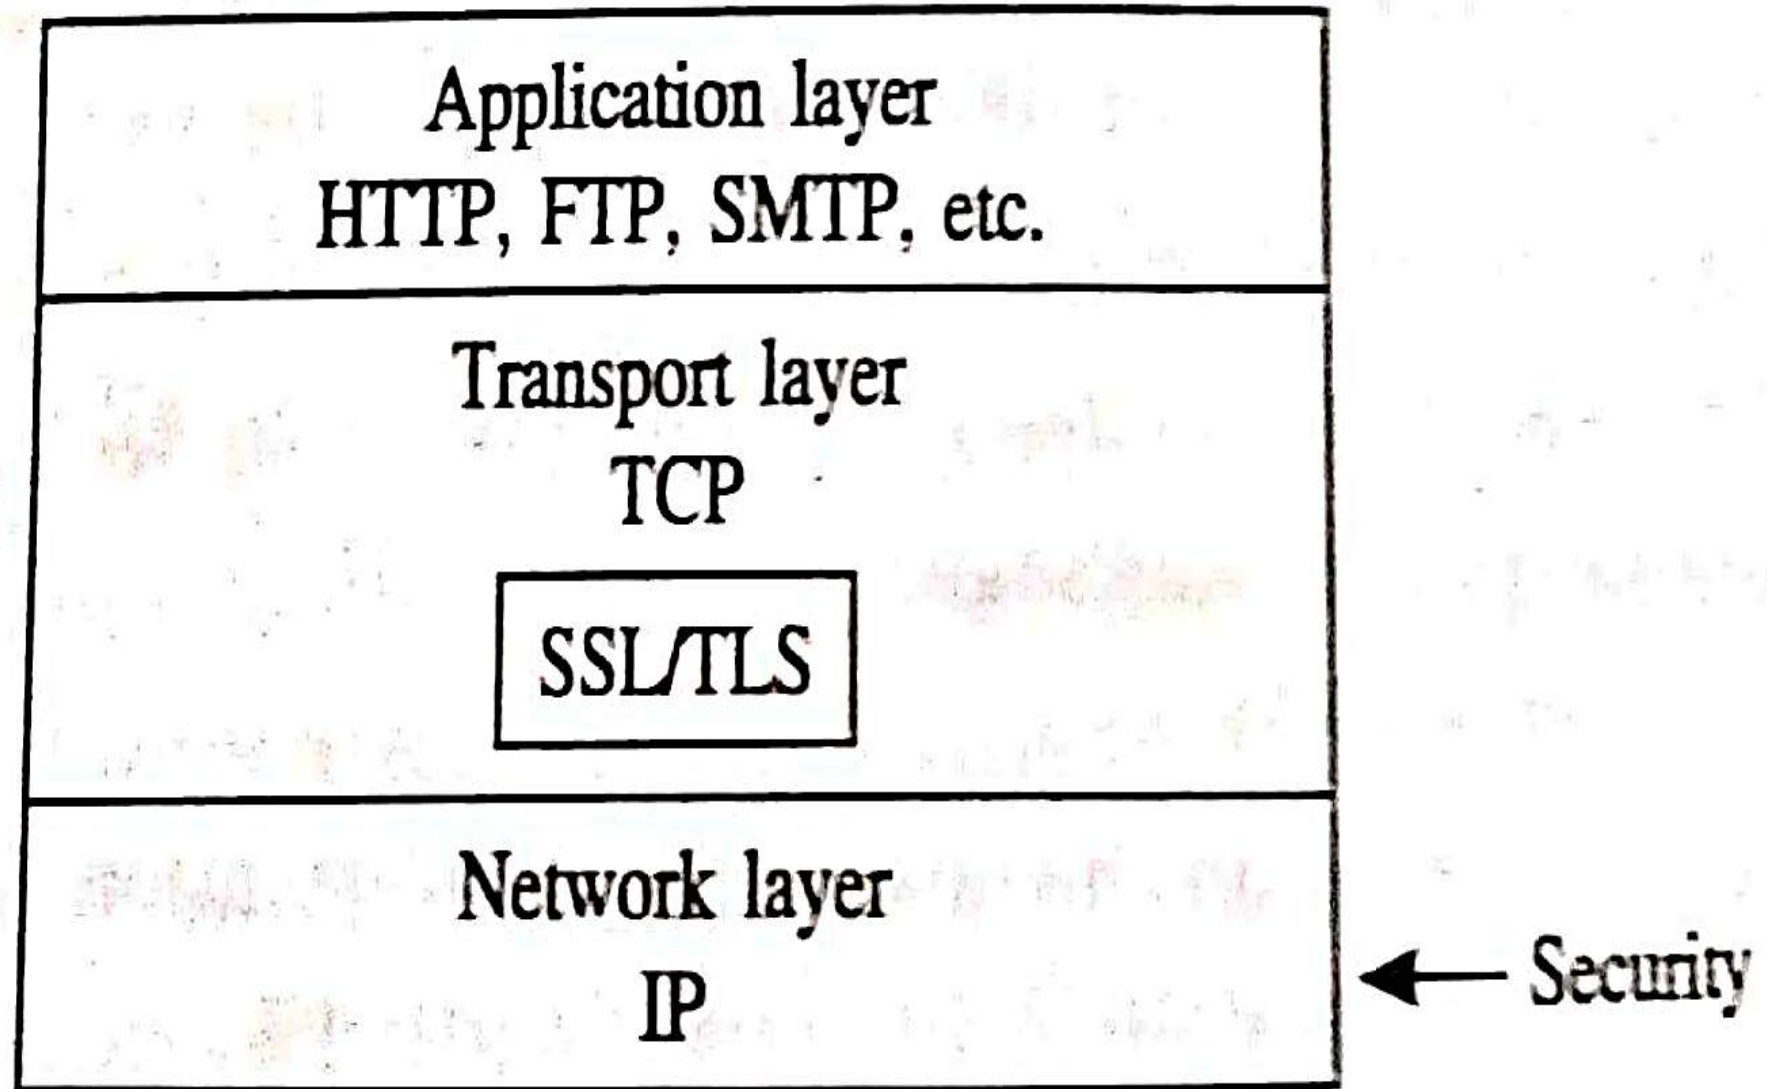 Application layer
HTTP, FTP, SMTP, etc.
Transport layer
TCP
SSL/TLS
Network layer
IP
Security